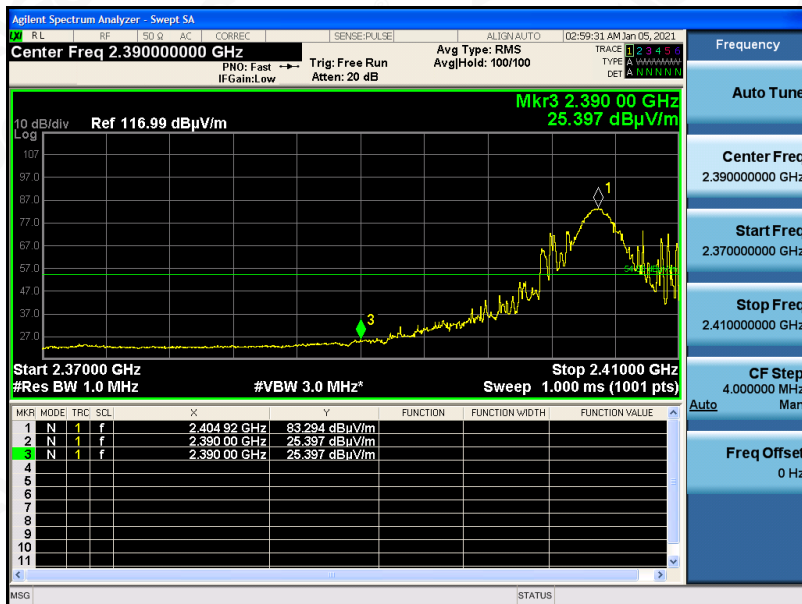 Agilent Spectrum Analyzer - Swept SA
LXI RL RF 50 Ω AC CORREC SENSE:PULSE ALIGN AUTO 02:59:31 AM Jan 05, 2021
Center Freq 2.390000000 GHz
PNO: Fast
IFGain:Low
Trig: Free Run
Atten: 20 dB
Avg Type: RMS
Avg|Hold: 100/100
TRACE 1 2 3 4 5 6
TYPE A WWWWW
DET A N N N N N
Mkr3 2.390 00 GHz
25.397 dBµV/m
10 dB/div Ref 116.99 dBµV/m
Log
107
97.0
87.0
77.0
67.0
57.0
47.0
37.0
27.0
1
3
Start 2.37000 GHz Stop 2.41000 GHz
#Res BW 1.0 MHz #VBW 3.0 MHz* Sweep 1.000 ms (1001 pts)
MKR MODE TRC SCL X Y FUNCTION FUNCTION WIDTH FUNCTION VALUE
1 N 1 f 2.404 92 GHz 83.294 dBµV/m
2 N 1 f 2.390 00 GHz 25.397 dBµV/m
3 N 1 f 2.390 00 GHz 25.397 dBµV/m
4
5
6
7
8
9
10
11
MSG STATUS
Frequency
Auto Tune
Center Freq
2.390000000 GHz
Start Freq
2.370000000 GHz
Stop Freq
2.410000000 GHz
CF Step
4.000000 MHz
Auto Man
Freq Offset
0 Hz